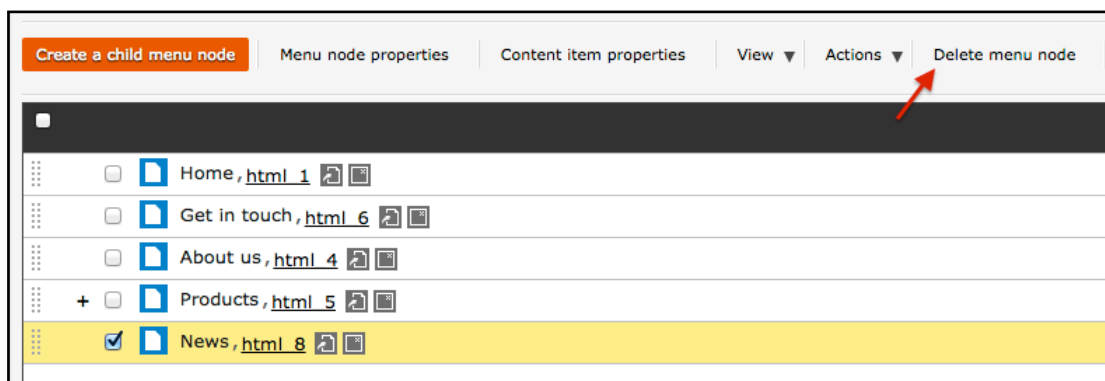 Create a child menu node Menu node properties Content item properties View Actions Delete menu node
Home, html_1
Get in touch, html_6
About us, html_4
+ Products, html_5
News, html_8